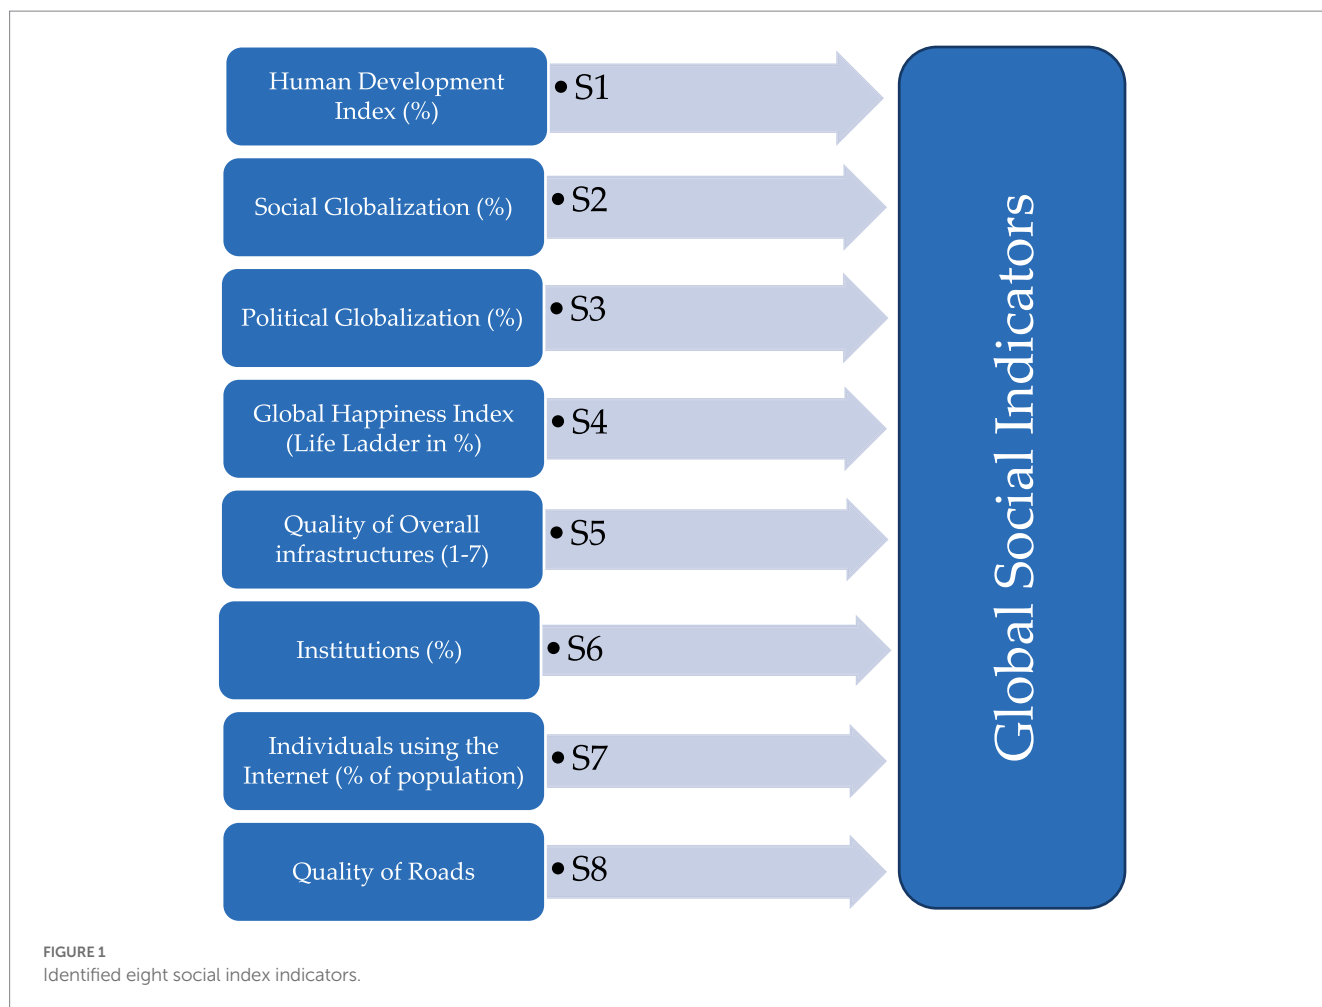 Human Development
Index (%)
• S1
Social Globalization (%)
• S2
Political Globalization (%)
• S3
Global Happiness Index
(Life Ladder in %)
• S4
Quality of Overall
infrastructures (1-7)
• S5
Institutions (%)
• S6
Individuals using the
Internet (% of population)
• S7
Quality of Roads
• S8
Global Social Indicators
FIGURE 1
Identified eight social index indicators.